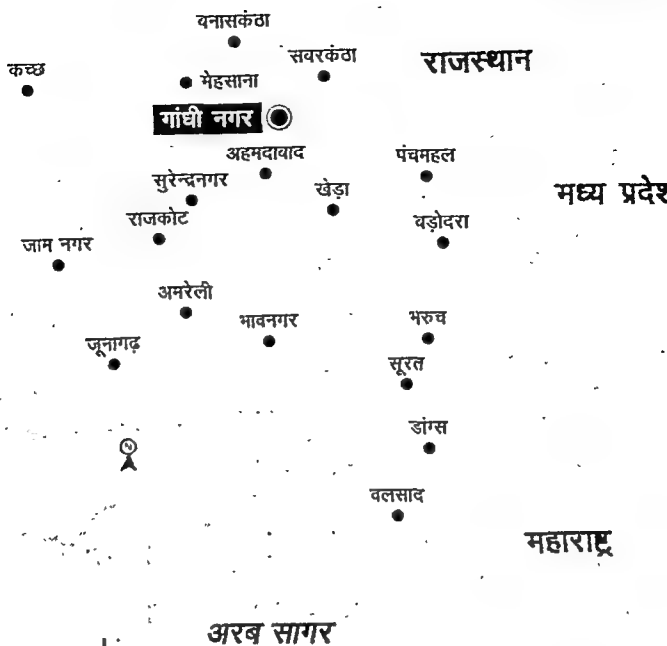 बनासकंठा
सवरकंठा
राजस्थान
कच्छ
मेहसाना
गांघी नगर
अहमदाबाद
पंचमहल
सुरेन्द्रनगर
खेड़ा
मध्य प्रदेश
राजकोट
वड़ोदरा
जाम नगर
अमरेली
भावनगर
भरुच
जूनागढ़
सूरत
डांग्स
N
वलसाद
महाराष्ट्र
अरब सागर